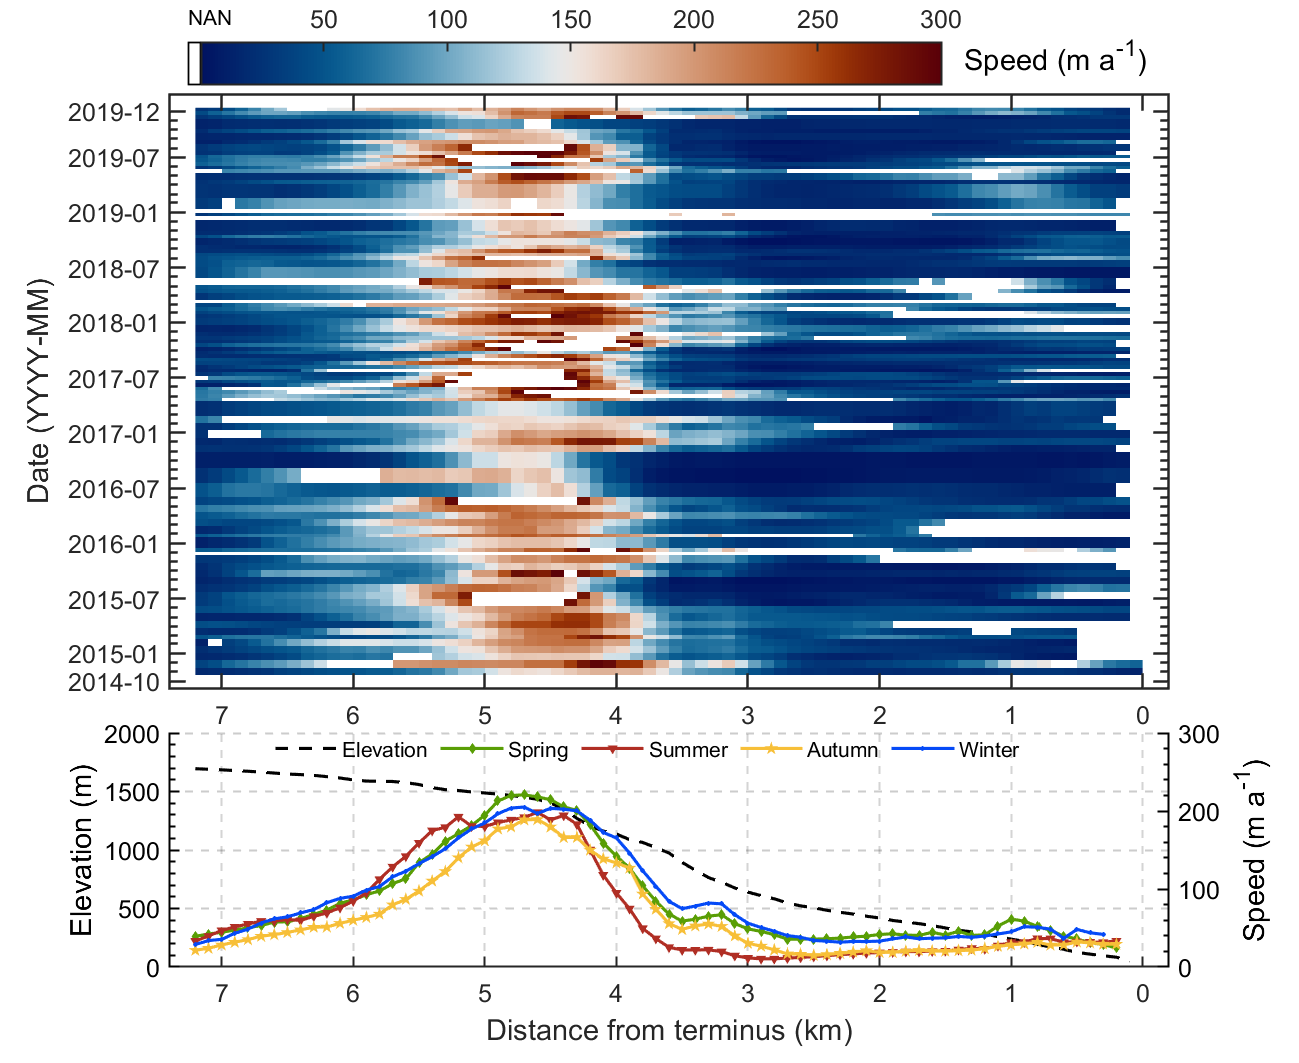 NAN 50 100 150 200 250 300
Speed (m a-1)
2019-12
2019-07
2019-01
2018-07
2018-01
2017-07
2017-01
2016-07
2016-01
2015-07
2015-01
2014-10
Date (YYYY-MM)
7 6 5 4 3 2 1 0
Elevation Spring Summer Autumn Winter
2000
1500
1000
500
0
Elevation (m)
300
200
100
0
Speed (m a-1)
7 6 5 4 3 2 1 0
Distance from terminus (km)